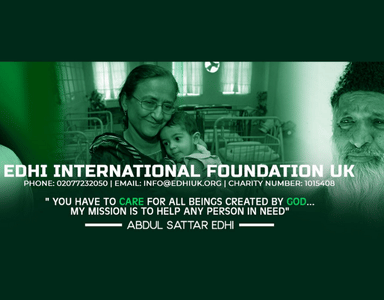 EDHI INTERNATIONAL FOUNDATION UK
PHONE: 02077232050 | EMAIL: INFO@EDHIUK.ORG | CHARITY NUMBER: 1015408
" YOU HAVE TO CARE FOR ALL BEINGS CREATED BY GOD...
MY MISSION IS TO HELP ANY PERSON IN NEED"
ABDUL SATTAR EDHI